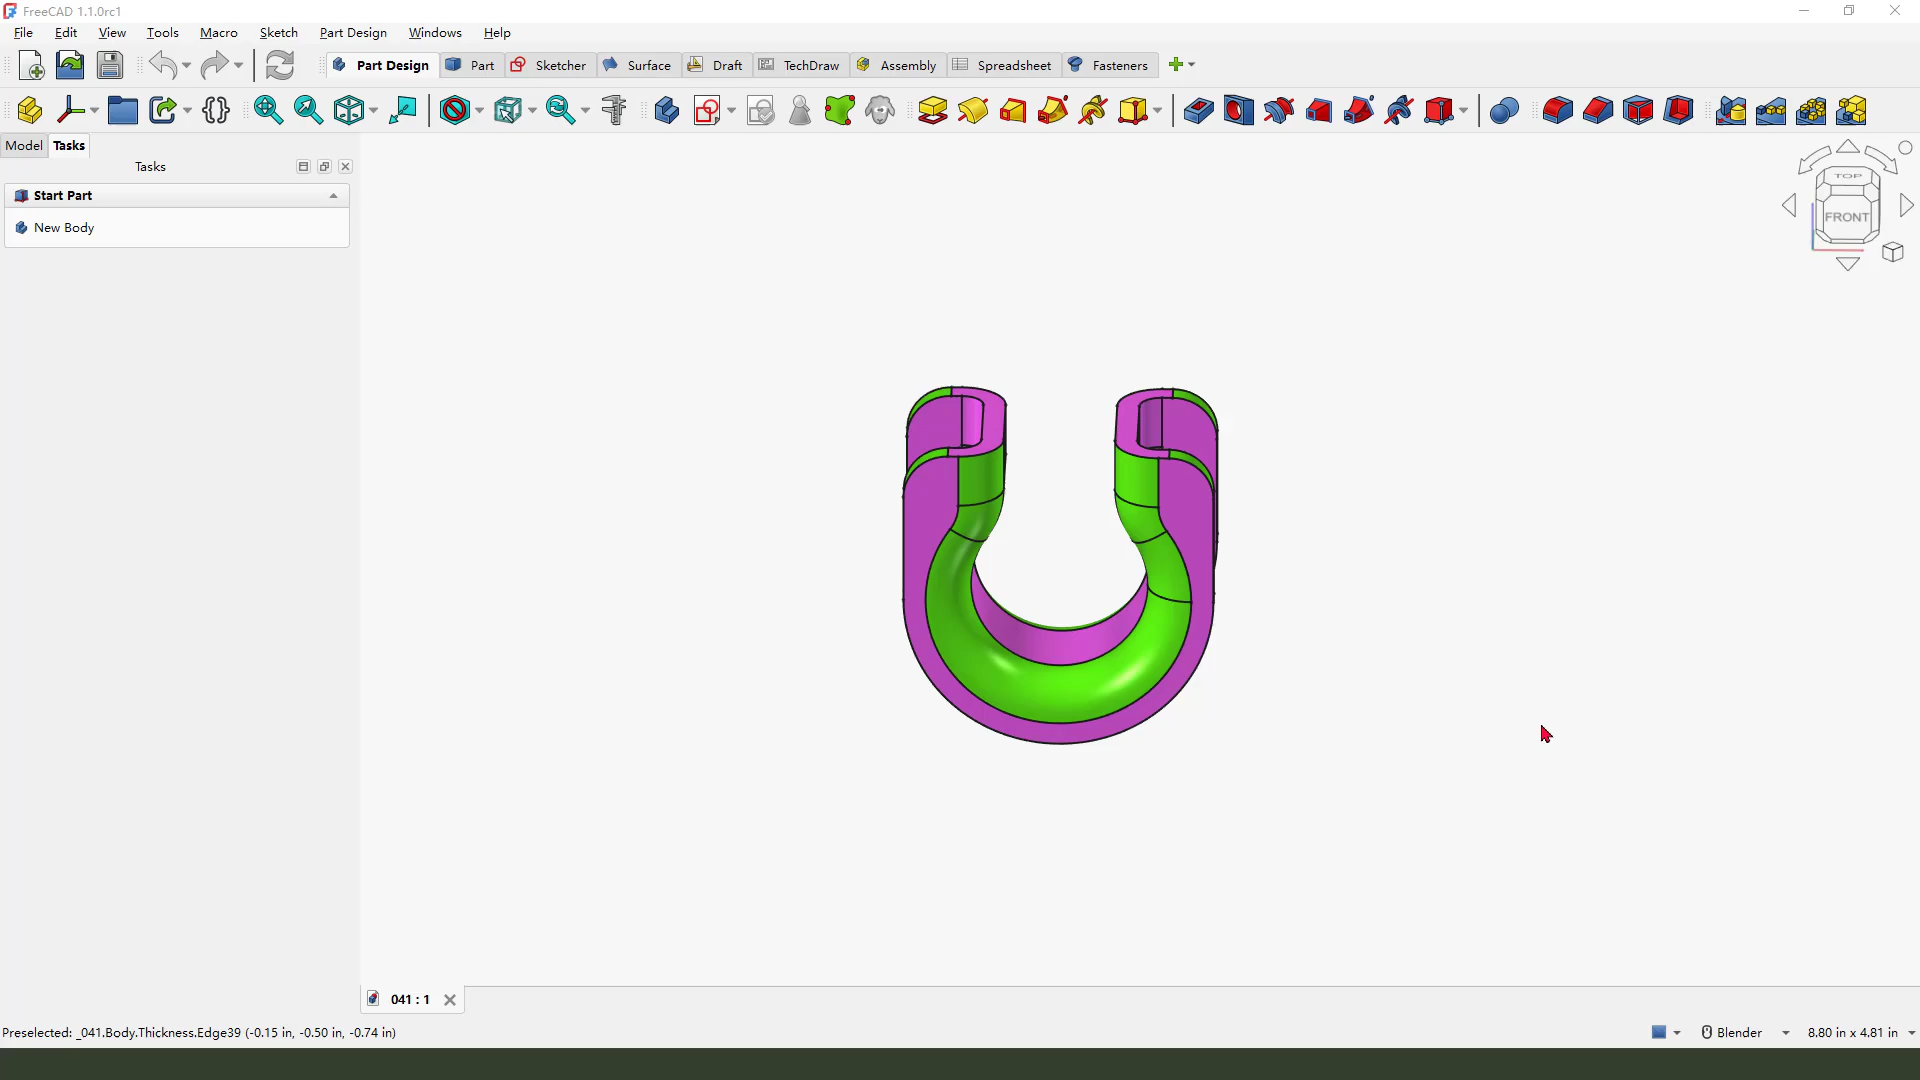 FreeCAD 1.1.0rc1
File Edit View Tools Macro Sketch Part Design Windows Help
Part Design Part Sketcher Surface Draft TechDraw Assembly Spreadsheet Fasteners
Model Tasks
Tasks
Start Part
New Body
TOP
FRONT
041 : 1
Preselected: _041.Body.Thickness.Edge39 (-0.15 in, -0.50 in, -0.74 in)
Blender 8.80 in x 4.81 in